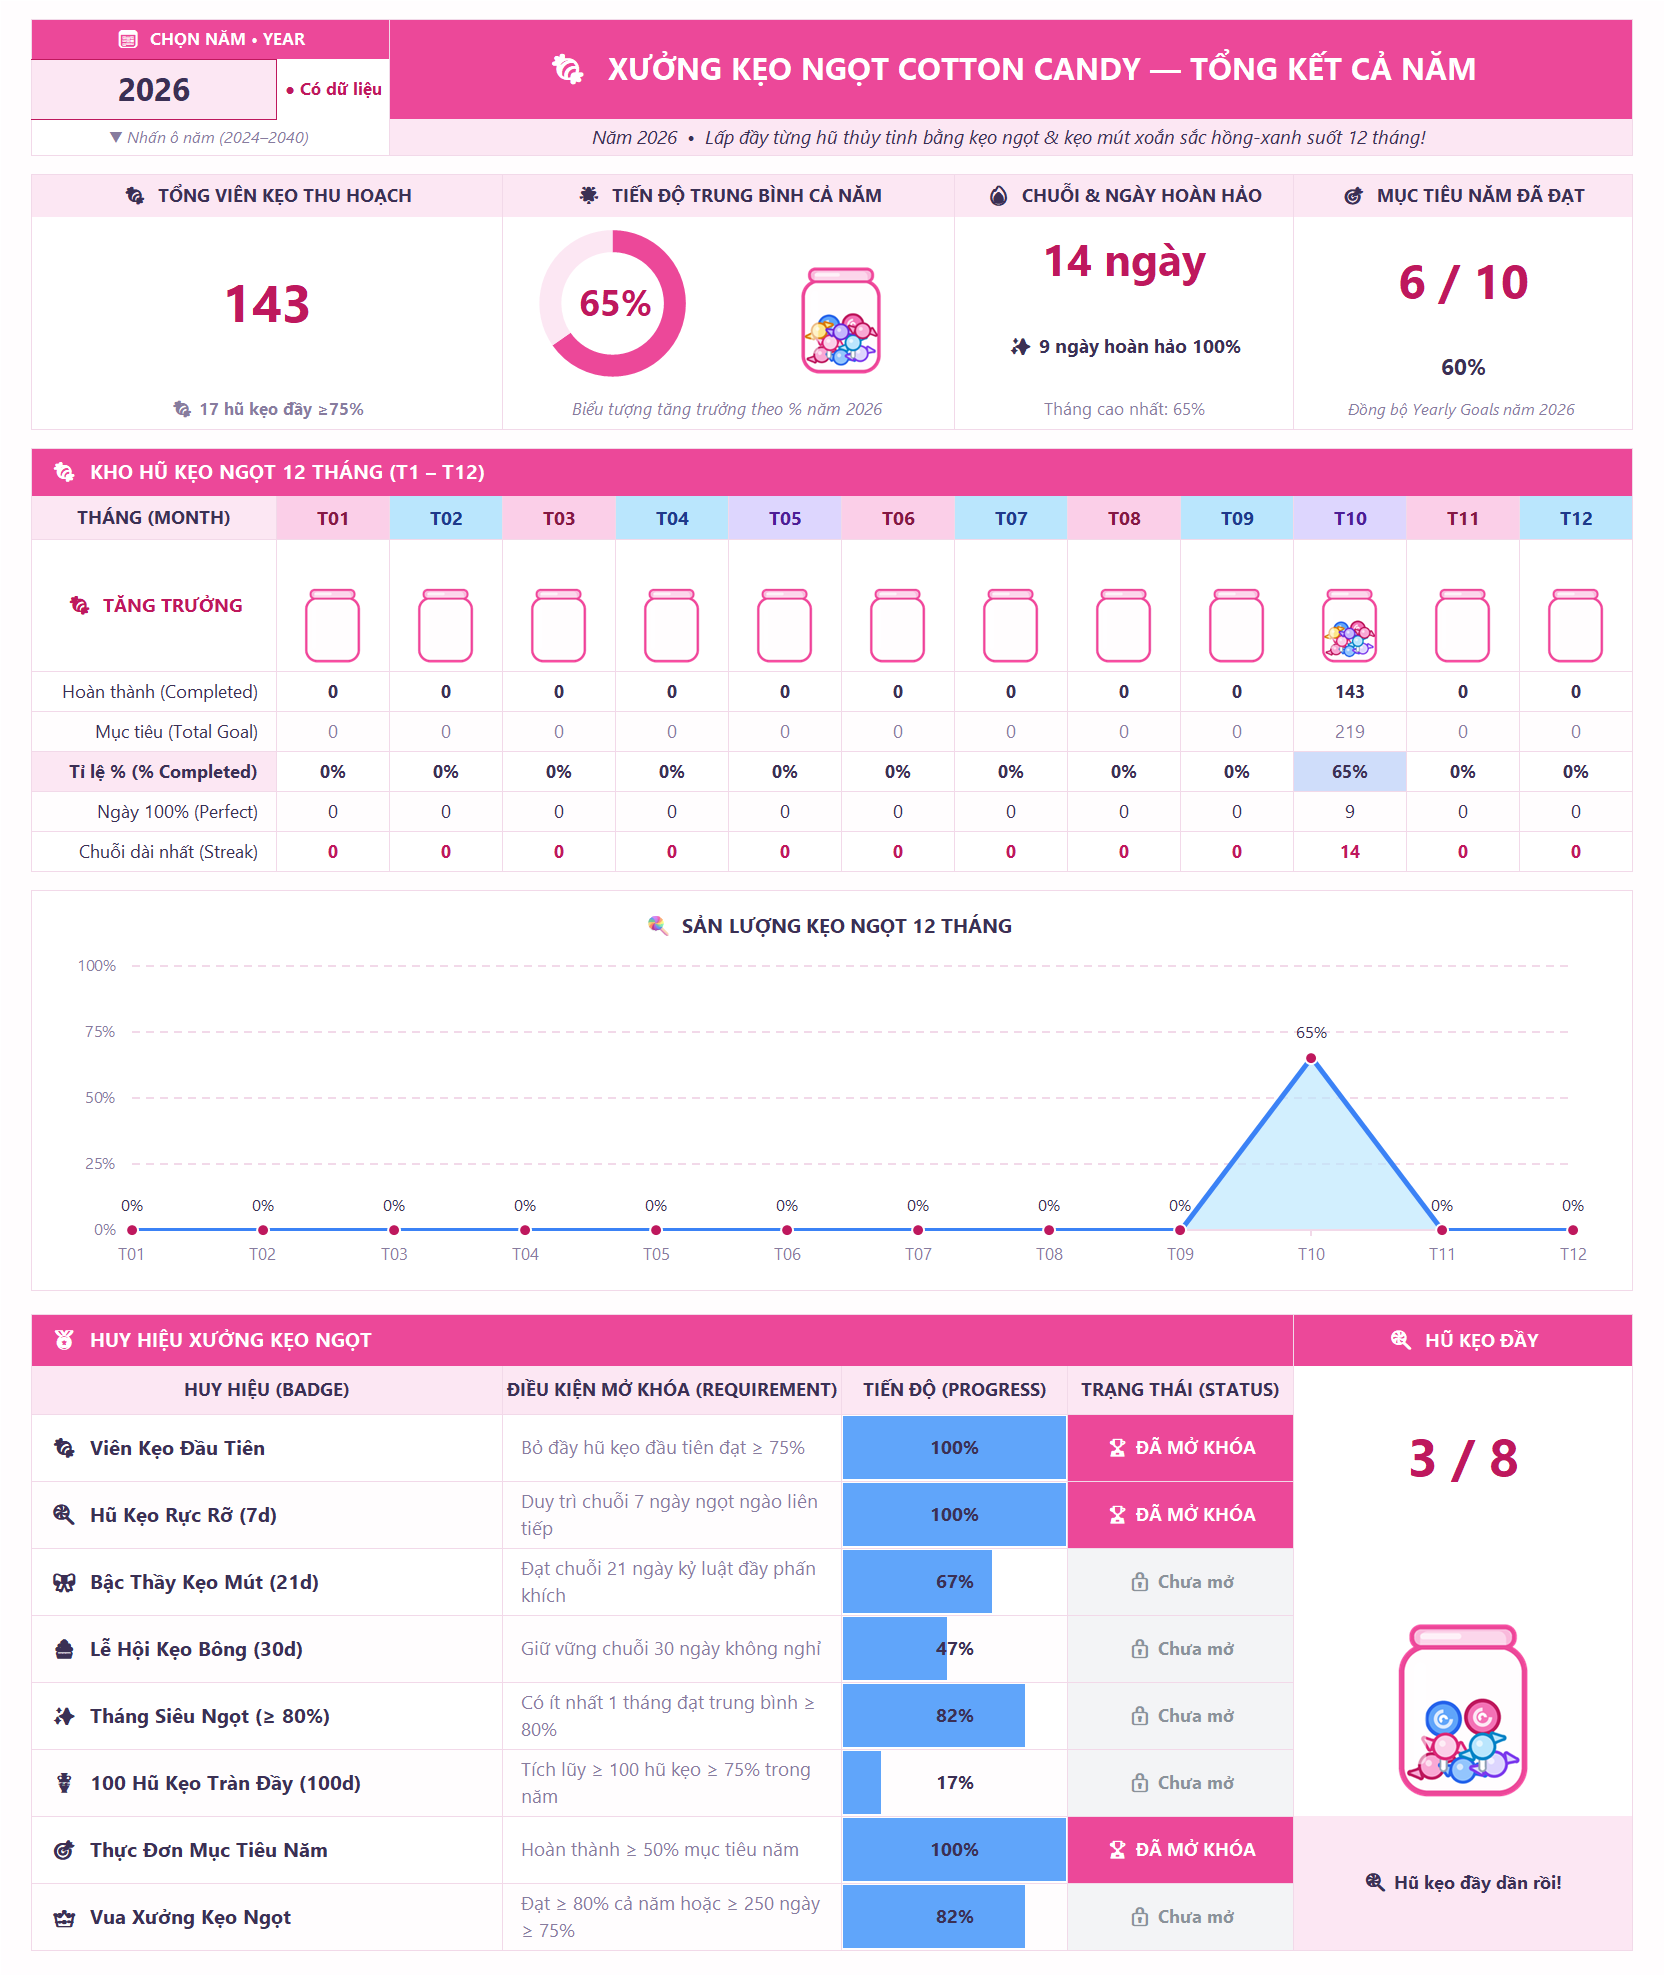 CHỌN NĂM • YEAR
2026
● Có dữ liệu
▼ Nhấn ô năm (2024–2040)
XƯỞNG KẸO NGỌT COTTON CANDY — TỔNG KẾT CẢ NĂM
Năm 2026 • Lấp đầy từng hũ thủy tinh bằng kẹo ngọt & kẹo mút xoắn sắc hồng-xanh suốt 12 tháng!
TỔNG VIÊN KẸO THU HOẠCH
143
17 hũ kẹo đầy ≥75%
TIẾN ĐỘ TRUNG BÌNH CẢ NĂM
65%
Biểu tượng tăng trưởng theo % năm 2026
CHUỖI & NGÀY HOÀN HẢO
14 ngày
9 ngày hoàn hảo 100%
Tháng cao nhất: 65%
MỤC TIÊU NĂM ĐÃ ĐẠT
6 / 10
60%
Đồng bộ Yearly Goals năm 2026
KHO HŨ KẸO NGỌT 12 THÁNG (T1 – T12)
THÁNG (MONTH) T01 T02 T03 T04 T05 T06 T07 T08 T09 T10 T11 T12
TĂNG TRƯỞNG
Hoàn thành (Completed) 0 0 0 0 0 0 0 0 0 143 0 0
Mục tiêu (Total Goal) 0 0 0 0 0 0 0 0 0 219 0 0
Tỉ lệ % (% Completed) 0% 0% 0% 0% 0% 0% 0% 0% 0% 65% 0% 0%
Ngày 100% (Perfect) 0 0 0 0 0 0 0 0 0 9 0 0
Chuỗi dài nhất (Streak) 0 0 0 0 0 0 0 0 0 14 0 0
SẢN LƯỢNG KẸO NGỌT 12 THÁNG
100%
75%
65%
50%
25%
0% 0% 0% 0% 0% 0% 0% 0% 0% 0% 0%
0%
T01 T02 T03 T04 T05 T06 T07 T08 T09 T10 T11 T12
HUY HIỆU XƯỞNG KẸO NGỌT
HUY HIỆU (BADGE) ĐIỀU KIỆN MỞ KHÓA (REQUIREMENT) TIẾN ĐỘ (PROGRESS) TRẠNG THÁI (STATUS)
Viên Kẹo Đầu Tiên
Bỏ đầy hũ kẹo đầu tiên đạt ≥ 75%
100%
ĐÃ MỞ KHÓA
Hũ Kẹo Rực Rỡ (7d)
Duy trì chuỗi 7 ngày ngọt ngào liên
tiếp
100%
ĐÃ MỞ KHÓA
Bậc Thầy Kẹo Mút (21d)
Đạt chuỗi 21 ngày kỷ luật đầy phấn
khích
67%
Chưa mở
Lễ Hội Kẹo Bông (30d)
Giữ vững chuỗi 30 ngày không nghỉ
47%
Chưa mở
Tháng Siêu Ngọt (≥ 80%)
Có ít nhất 1 tháng đạt trung bình ≥
80%
82%
Chưa mở
100 Hũ Kẹo Tràn Đầy (100d)
Tích lũy ≥ 100 hũ kẹo ≥ 75% trong
năm
17%
Chưa mở
Thực Đơn Mục Tiêu Năm
Hoàn thành ≥ 50% mục tiêu năm
100%
ĐÃ MỞ KHÓA
Vua Xưởng Kẹo Ngọt
Đạt ≥ 80% cả năm hoặc ≥ 250 ngày
≥ 75%
82%
Chưa mở
HŨ KẸO ĐẦY
3 / 8
Hũ kẹo đầy dần rồi!